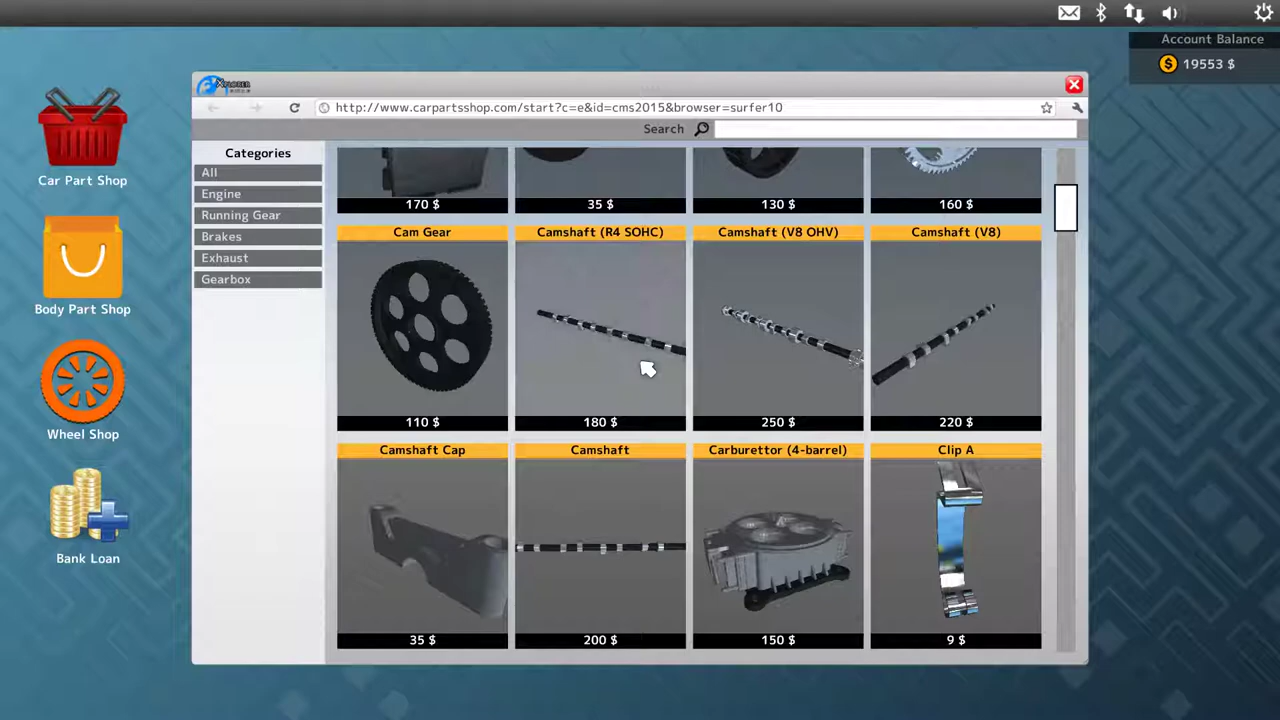 Account Balance
$ 19553 $
http://www.carpartsshop.com/start?c=e&id=cms2015&browser=surfer10
Search
Categories
All
Engine
Running Gear
Brakes
Exhaust
Gearbox
Car Part Shop
Body Part Shop
Wheel Shop
Bank Loan
170 $
35 $
130 $
160 $
Cam Gear
Camshaft (R4 SOHC)
Camshaft (V8 OHV)
Camshaft (V8)
110 $
180 $
250 $
220 $
Camshaft Cap
Camshaft
Carburettor (4-barrel)
Clip A
35 $
200 $
150 $
9 $